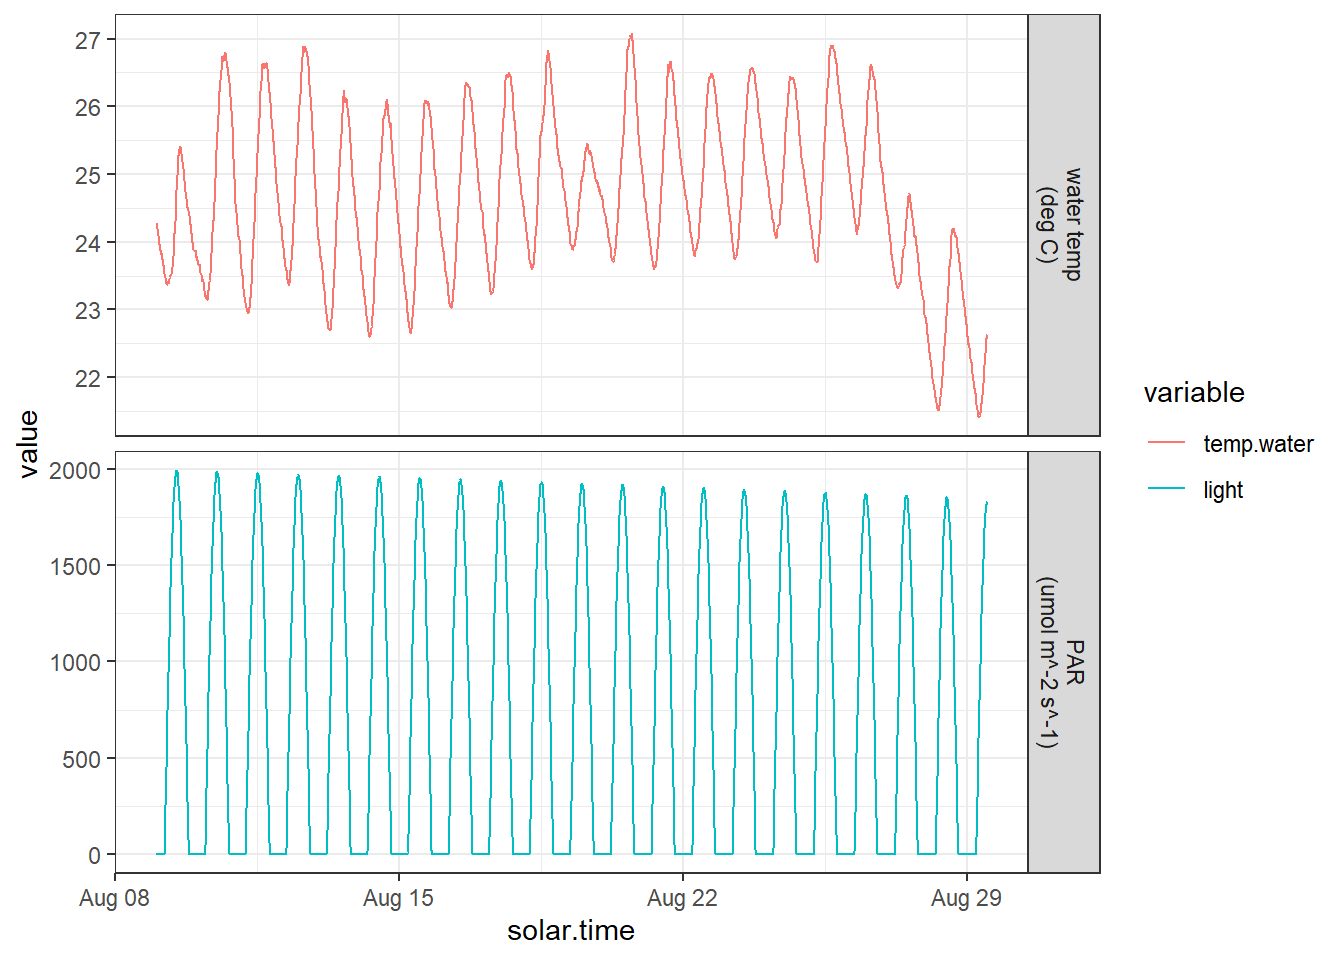 27
26
25
24
23
22
water temp
(deg C)
value
2000
1500
1000
500
0
PAR
(umol m^-2 s^-1)
Aug 08
Aug 15
Aug 22
Aug 29
solar.time
variable
temp.water
light